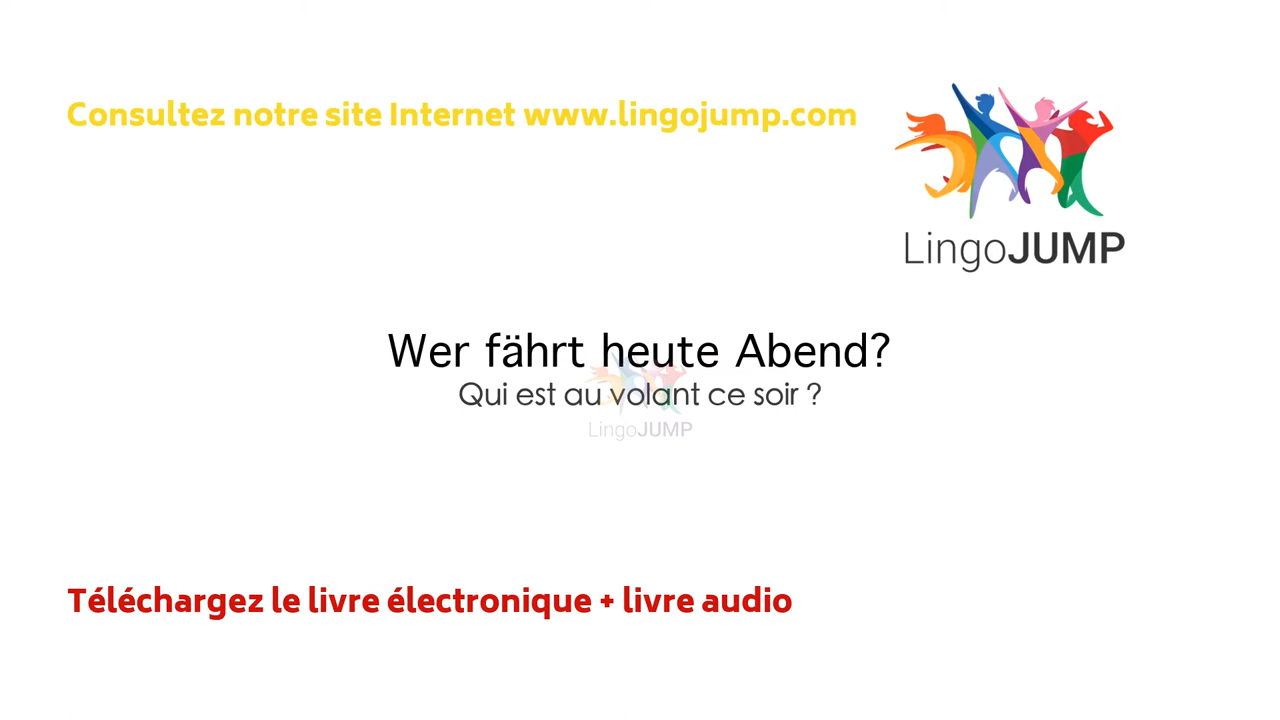 Consultez notre site Internet www.lingojump.com
LingoJUMP
Wer fährt heute Abend?
Qui est au volant ce soir ?
LingoJUMP
Téléchargez le livre électronique + livre audio